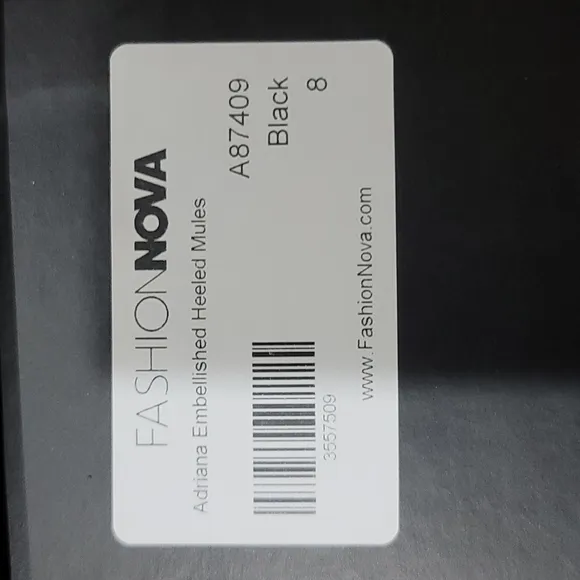 FASHIONNOVA
Adriana Embellished Heeled Mules
A87409
Black
8
3557509
www.FashionNova.com